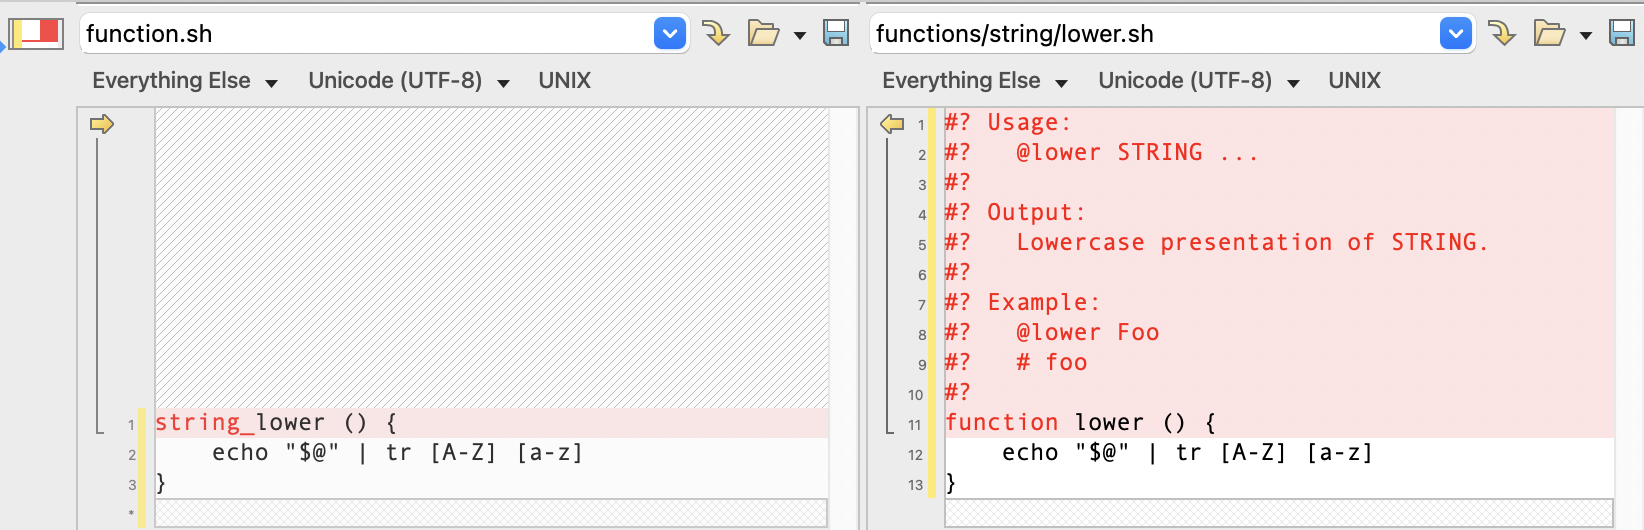 function.sh
Everything Else Unicode (UTF-8) UNIX
1 string_lower () {
2     echo "$@" | tr [A-Z] [a-z]
3 }
*
functions/string/lower.sh
Everything Else Unicode (UTF-8) UNIX
1 #? Usage:
2 #?   @lower STRING ...
3 #?
4 #? Output:
5 #?   Lowercase presentation of STRING.
6 #?
7 #? Example:
8 #?   @lower Foo
9 #?   # foo
10 #?
11 function lower () {
12     echo "$@" | tr [A-Z] [a-z]
13 }